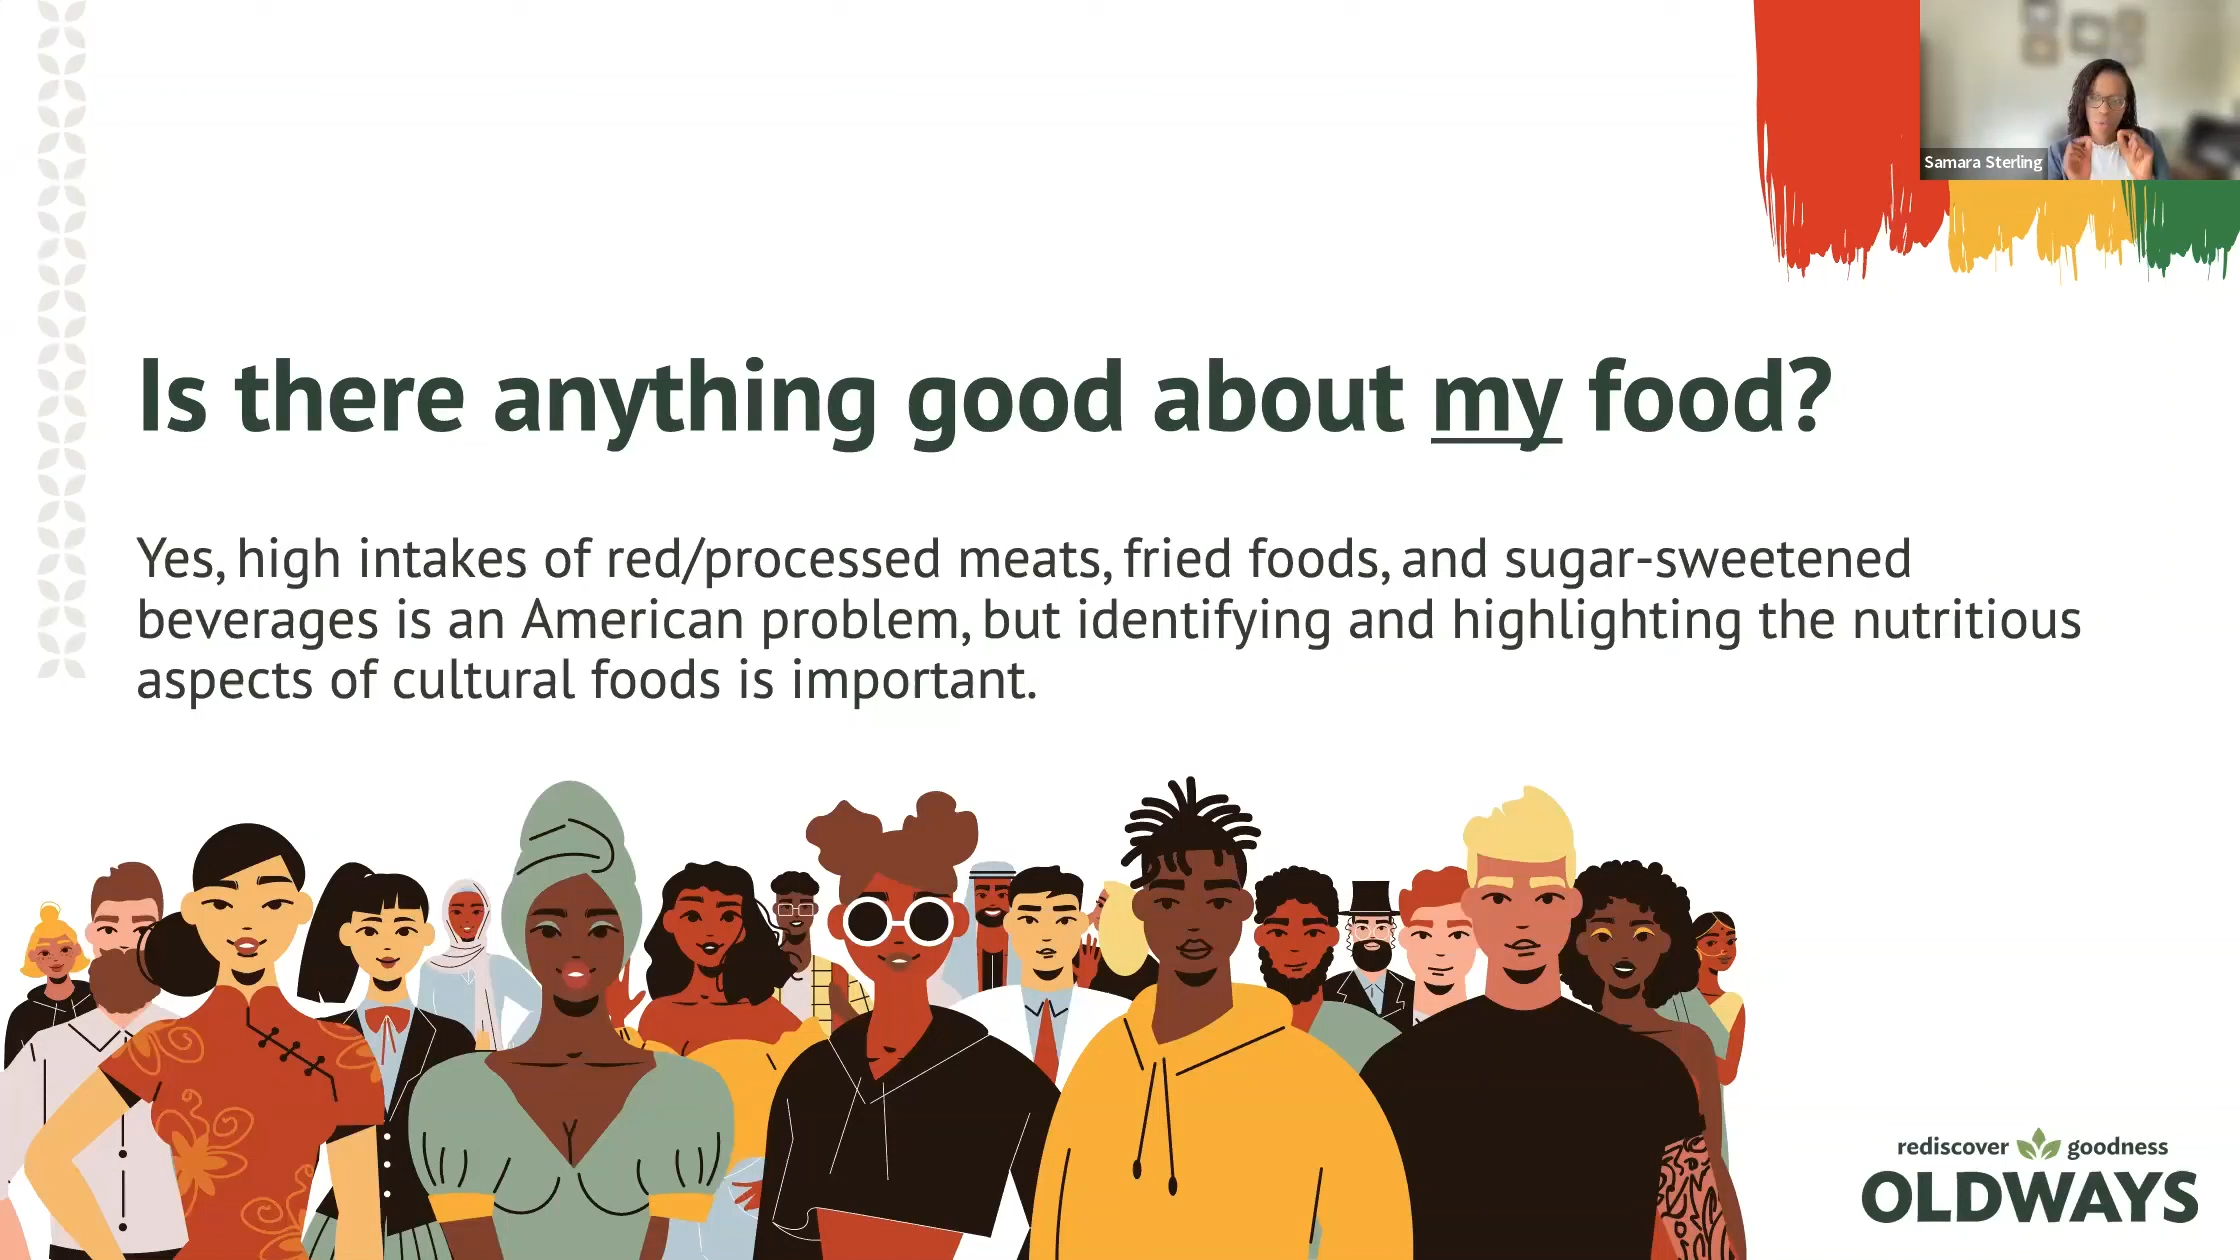 Samara Sterling
Is there anything good about my food?
Yes, high intakes of red/processed meats, fried foods, and sugar-sweetened
beverages is an American problem, but identifying and highlighting the nutritious
aspects of cultural foods is important.
rediscover goodness
OLDWAYS